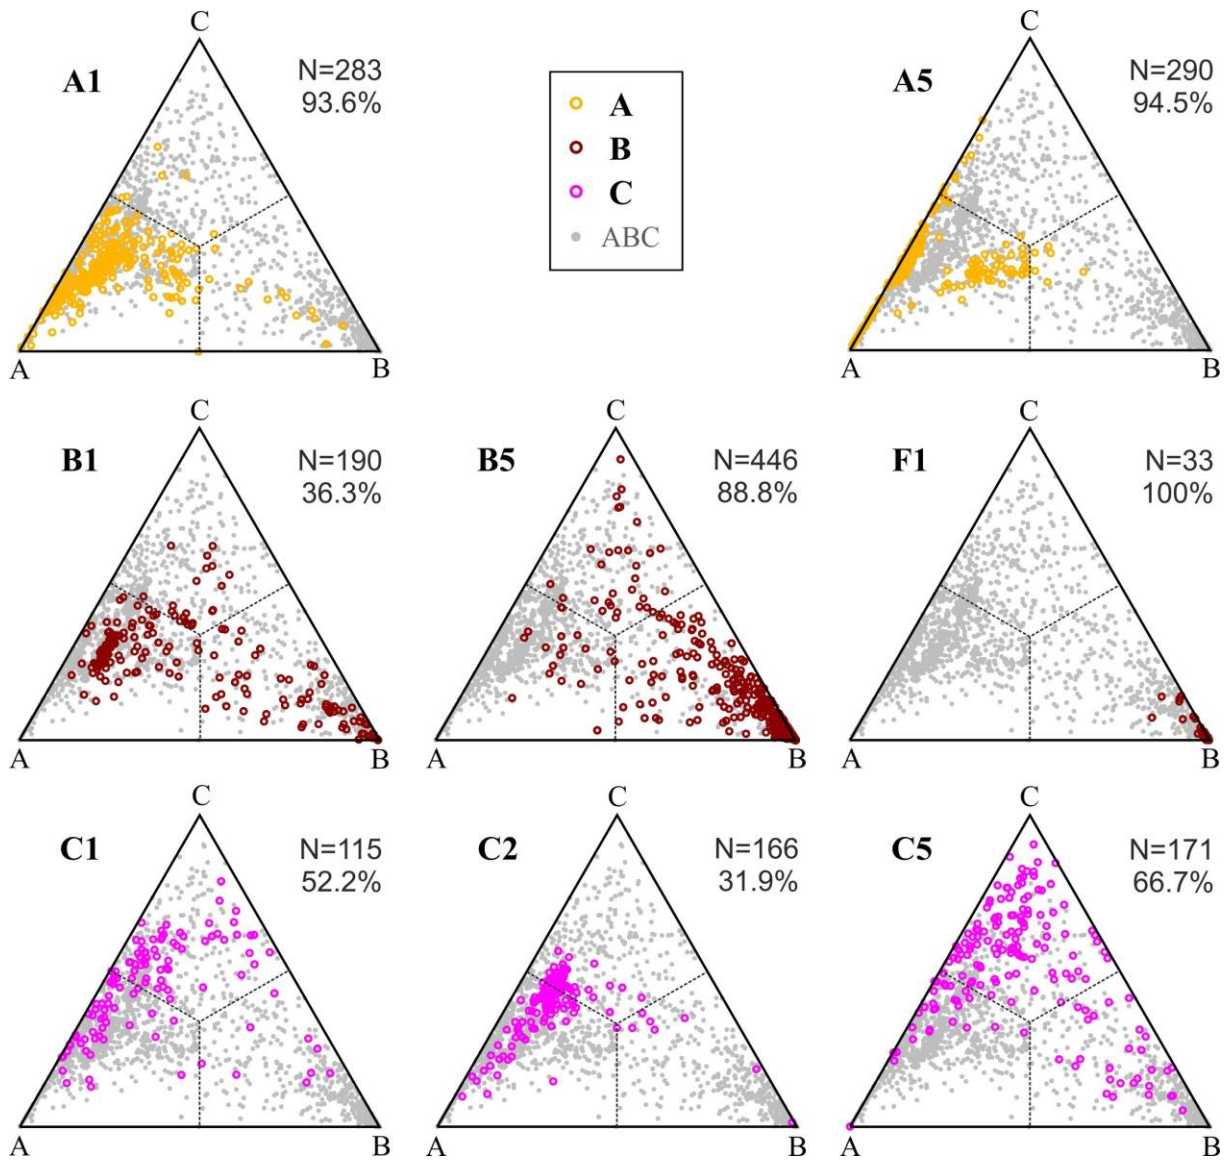 C
A1
N=283
93.6%
A
B
A
B
C
ABC
C
A5
N=290
94.5%
A
B
C
B1
N=190
36.3%
A
B
C
B5
N=446
88.8%
A
B
C
F1
N=33
100%
A
B
C
C1
N=115
52.2%
A
B
C
C2
N=166
31.9%
A
B
C
C5
N=171
66.7%
A
B